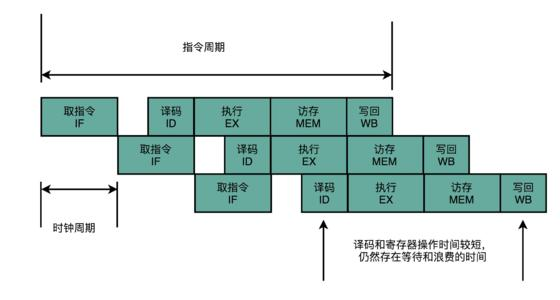 指令周期
取指令
IF
译码
ID
执行
EX
访存
MEM
写回
WB
取指令
IF
译码
ID
执行
EX
访存
MEM
写回
WB
取指令
IF
译码
ID
执行
EX
访存
MEM
写回
WB
时钟周期
译码和寄存器操作时间较短，
仍然存在等待和浪费的时间